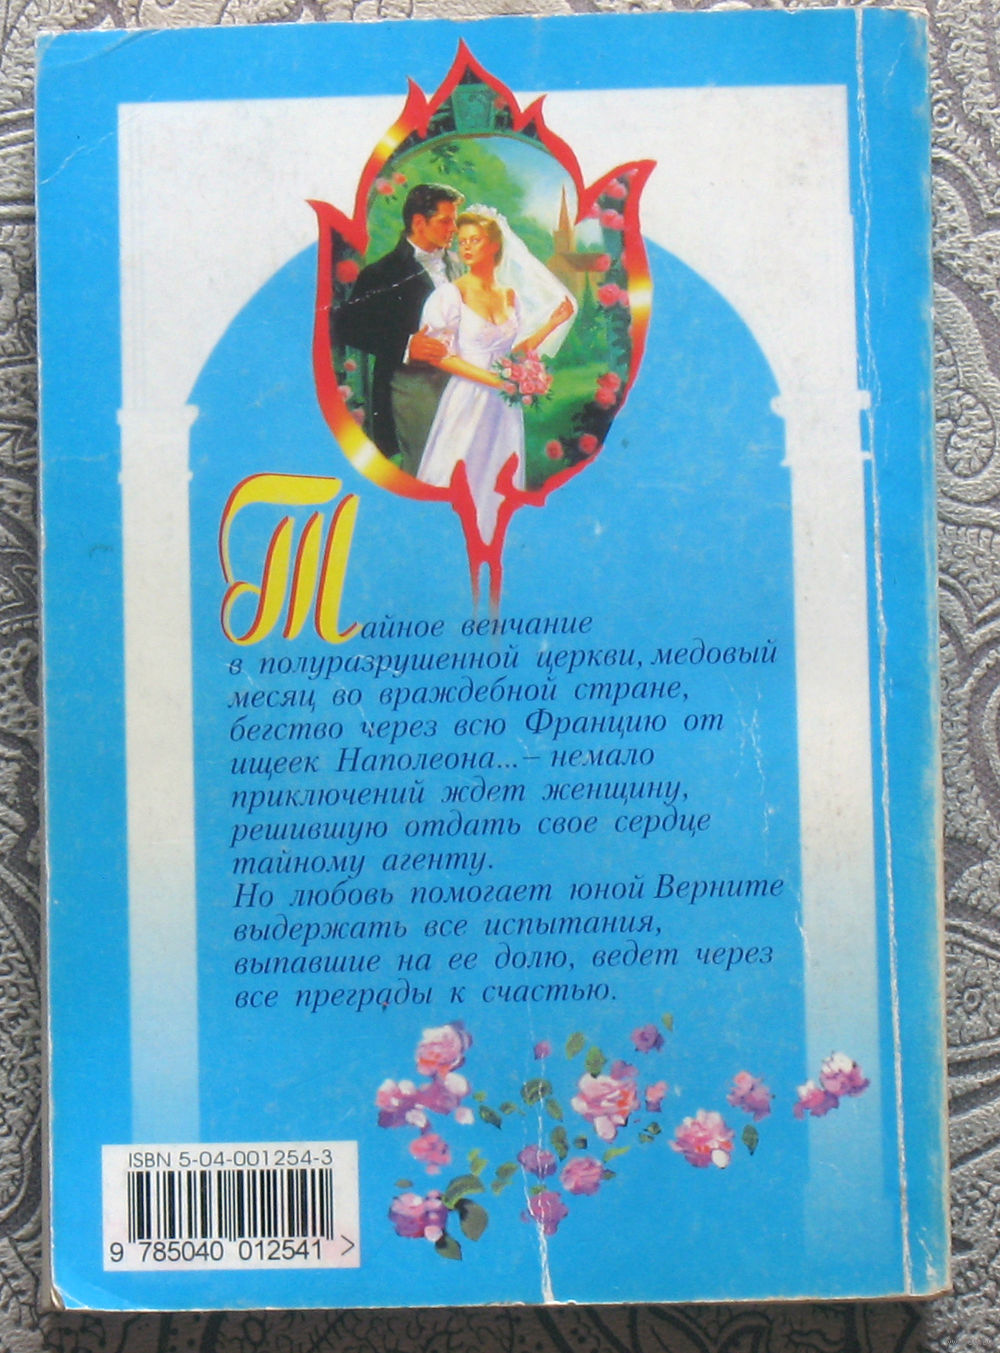 Тайное венчание
в полуразрушенной церкви, медовый
месяц во враждебной стране,
бегство через всю Францию от
ищеек Наполеона... – немало
приключений ждет женщину,
решившую отдать свое сердце
тайному агенту.
Но любовь помогает юной Верните
выдержать все испытания,
выпавшие на ее долю, ведет через
все преграды к счастью.
ISBN 5-04-001254-3
9 785040 012541 >